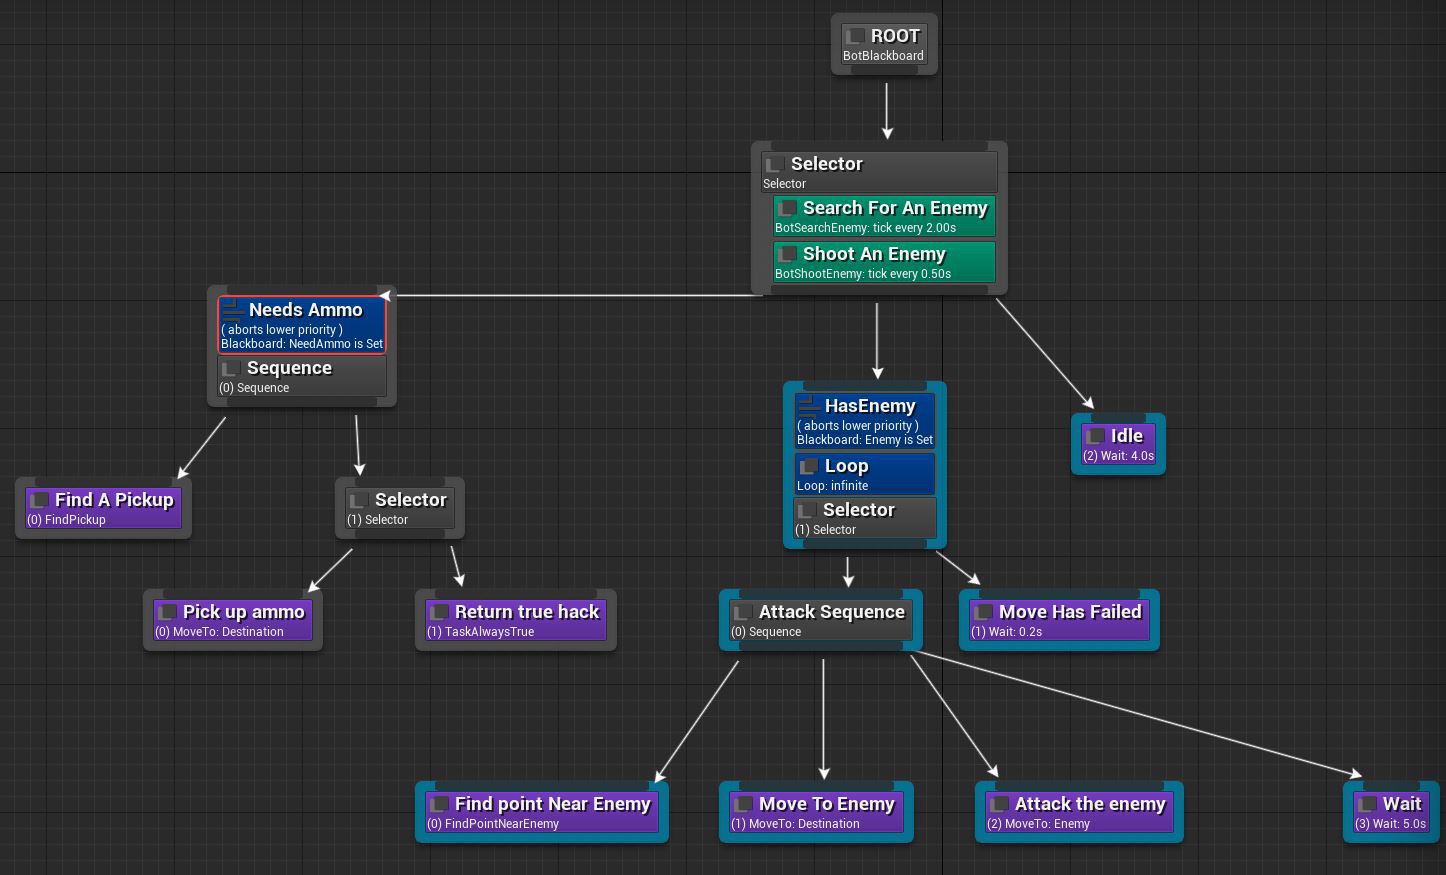 ROOT
BotBlackboard
Selector
Selector
Search For An Enemy
BotSearchEnemy: tick every 2.00s
Shoot An Enemy
BotShootEnemy: tick every 0.50s
Needs Ammo
( aborts lower priority )
Blackboard: NeedAmmo is Set
Sequence
(0) Sequence
HasEnemy
( aborts lower priority )
Blackboard: Enemy is Set
Loop
Loop: infinite
Selector
(1) Selector
Idle
(2) Wait: 4.0s
Find A Pickup
(0) FindPickup
Selector
(1) Selector
Pick up ammo
(0) MoveTo: Destination
Return true hack
(1) TaskAlwaysTrue
Attack Sequence
(0) Sequence
Move Has Failed
(1) Wait: 0.2s
Find point Near Enemy
(0) FindPointNearEnemy
Move To Enemy
(1) MoveTo: Destination
Attack the enemy
(2) MoveTo: Enemy
Wait
(3) Wait: 5.0s